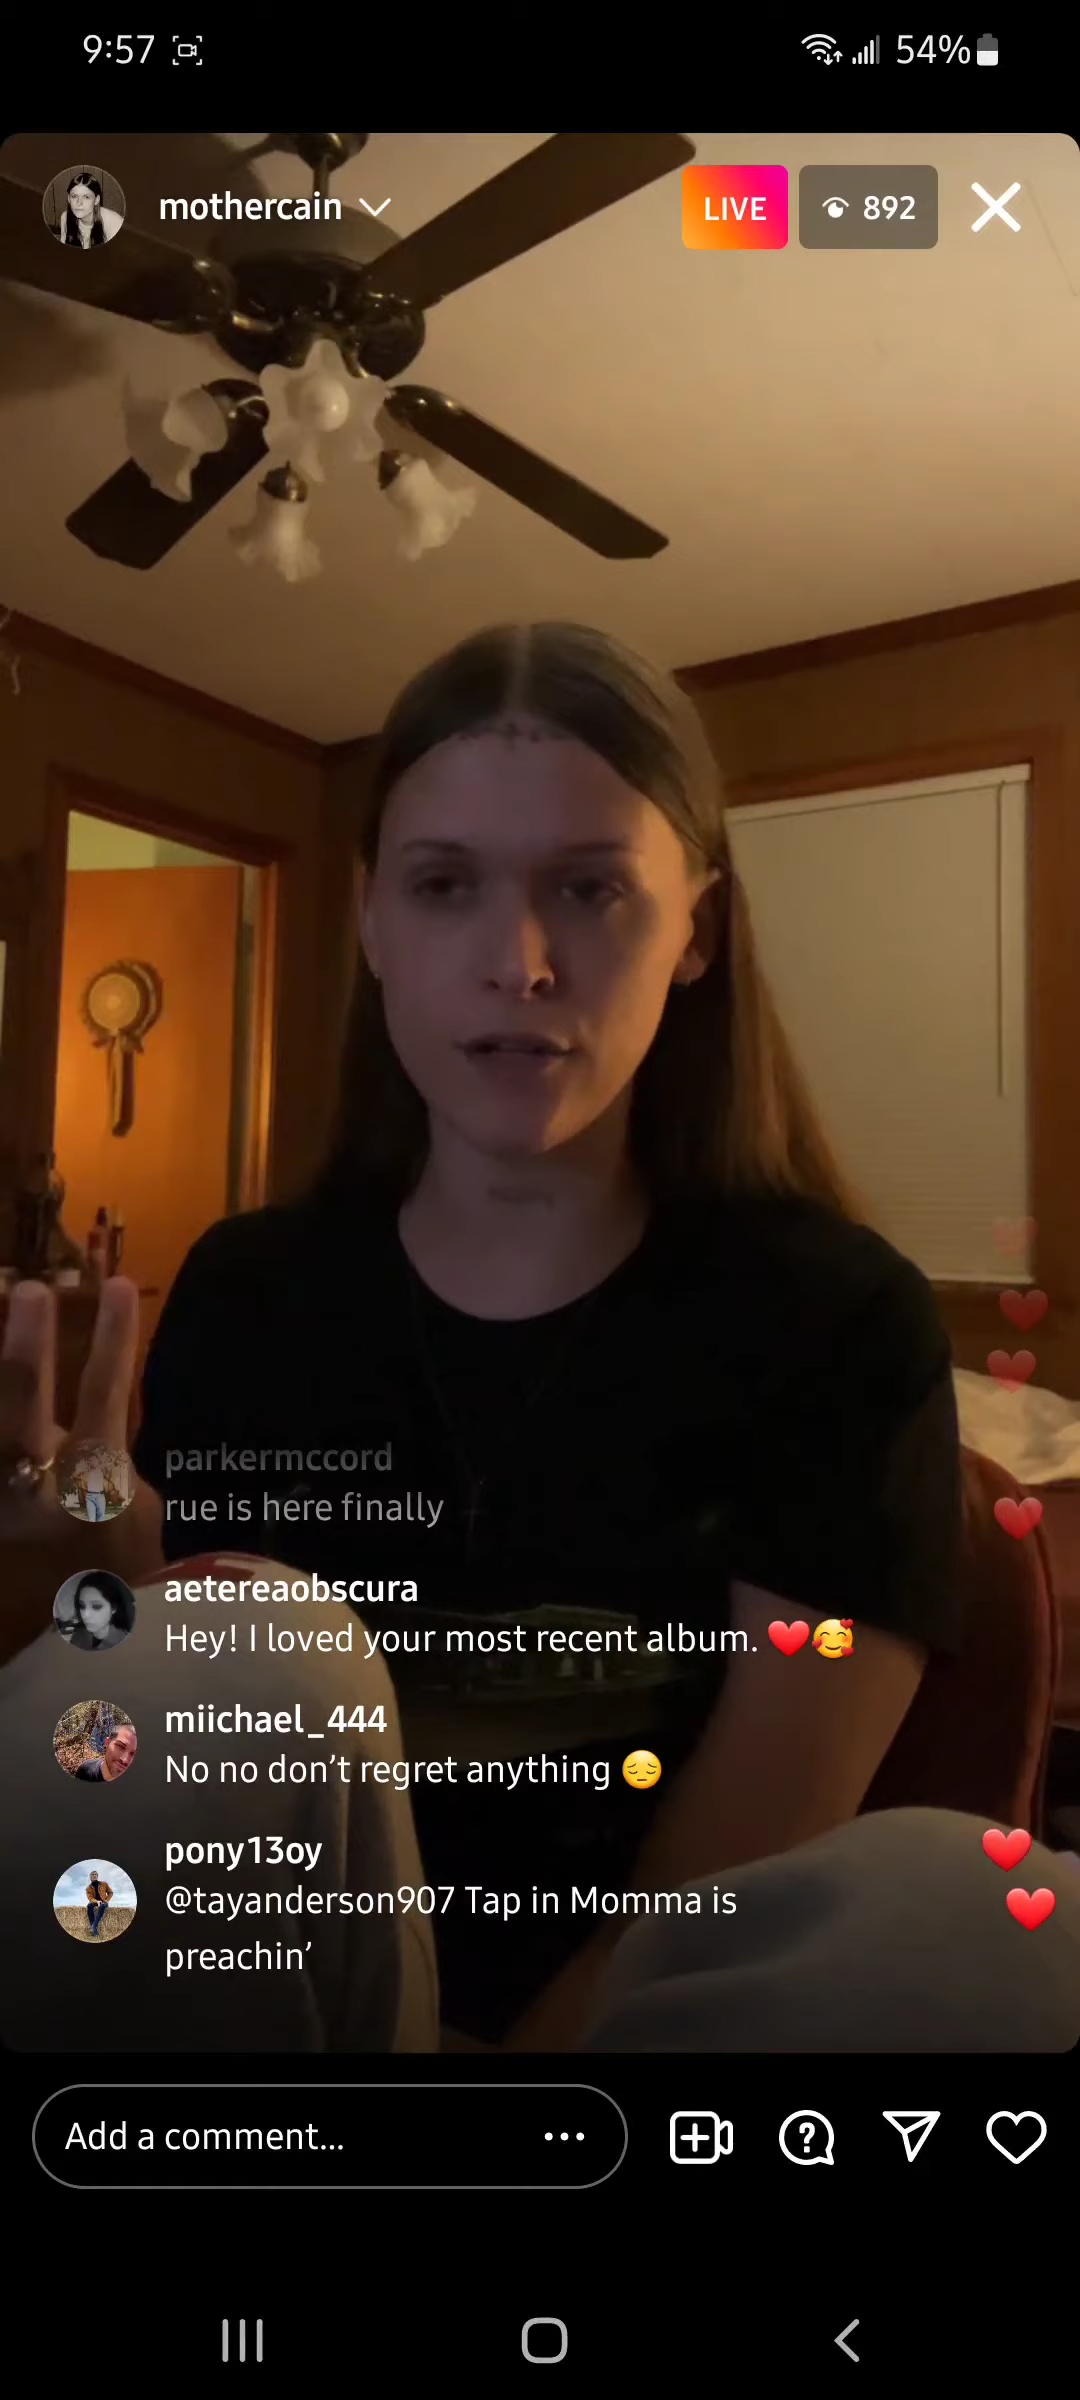 9:57
54%
mothercain
LIVE
892
parkermccord
rue is here finally
aetereaobscura
Hey! I loved your most recent album. ❤️🥰
miichael_444
No no don’t regret anything 😔
pony13oy
@tayanderson907 Tap in Momma is
preachin’
Add a comment...